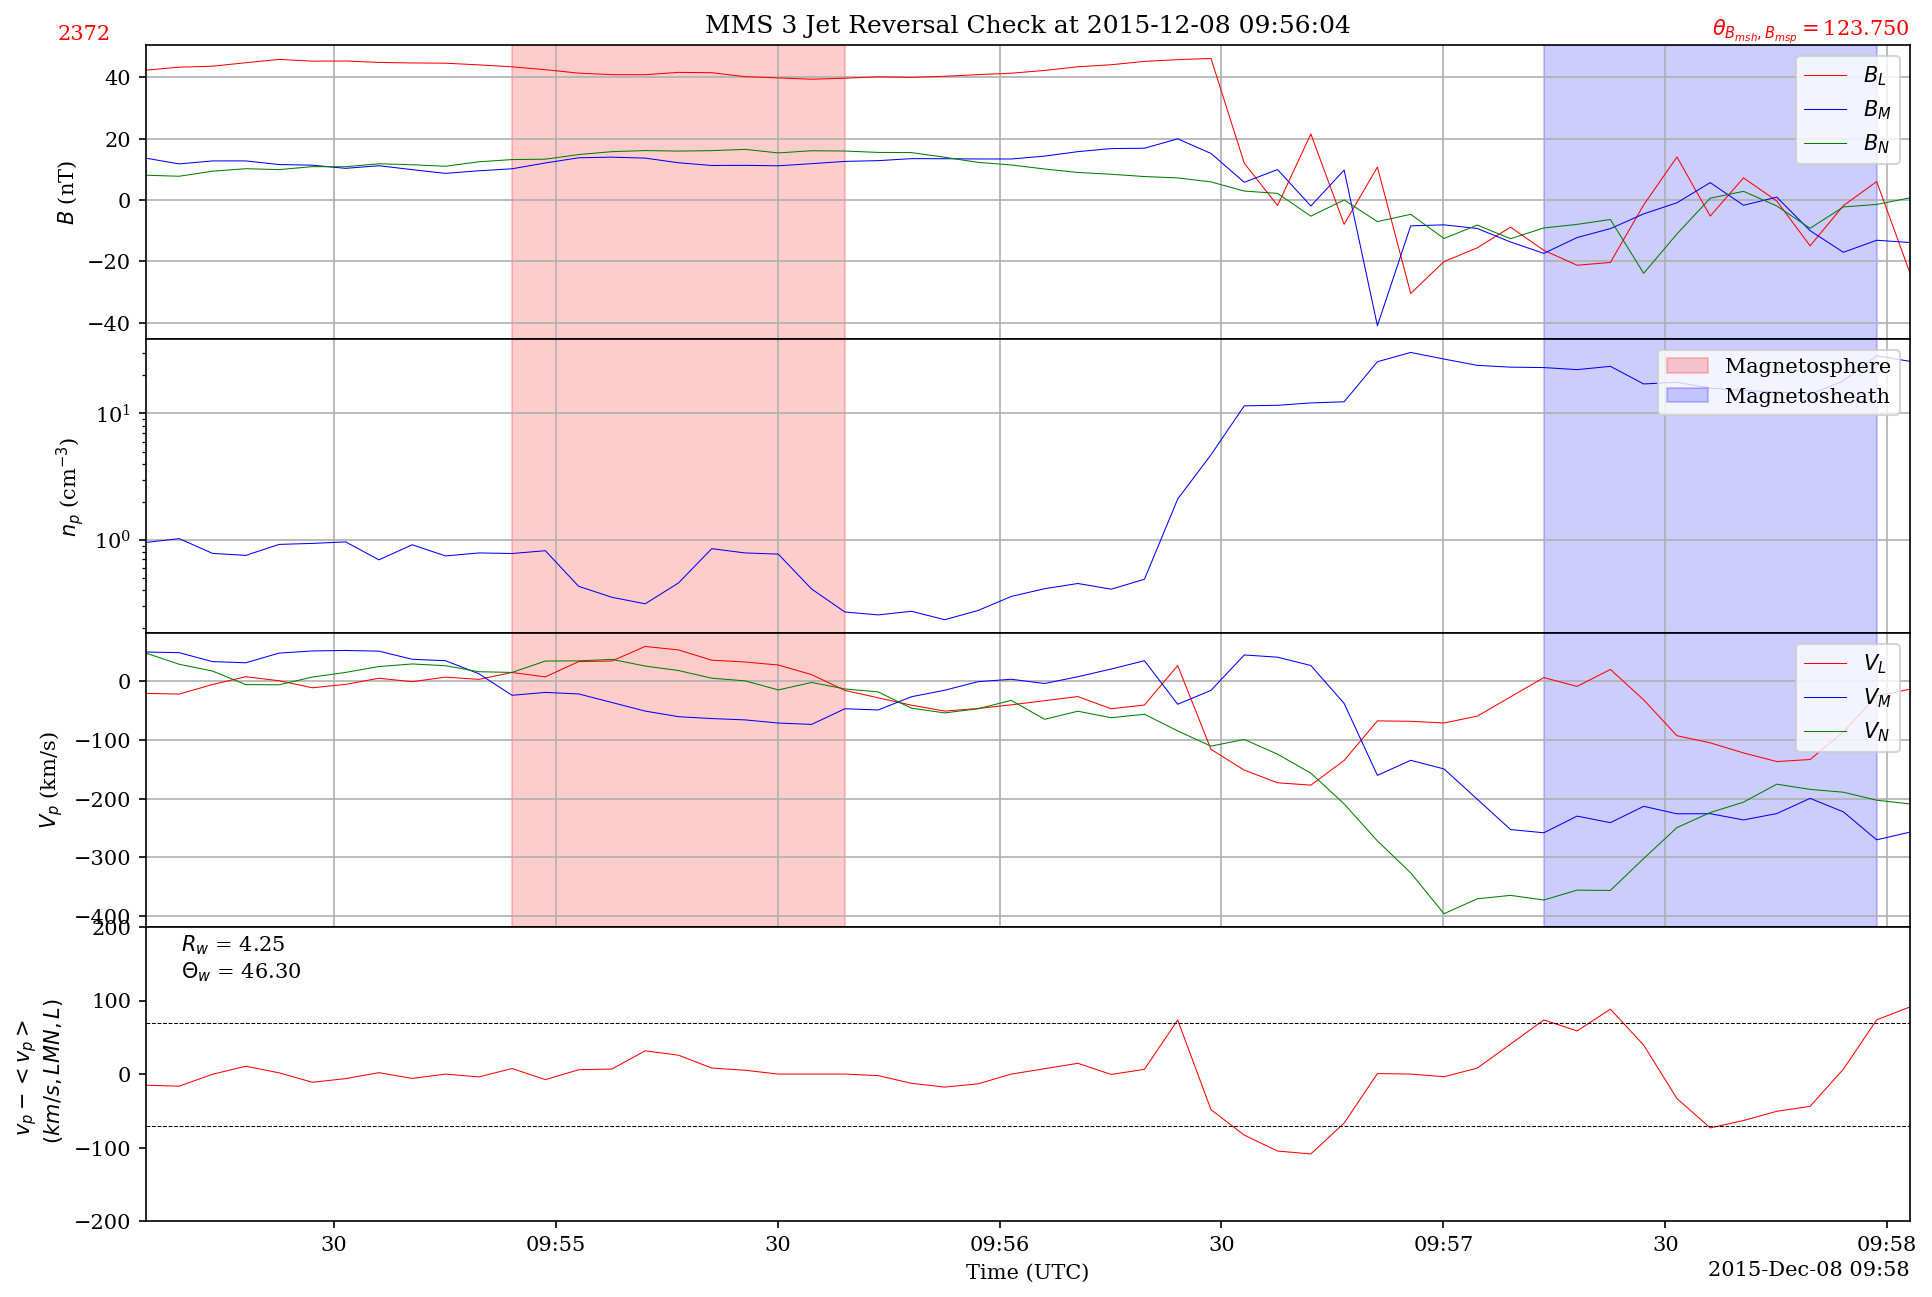 2372
MMS 3 Jet Reversal Check at 2015-12-08 09:56:04
θ_{B_{msh}, B_{msp}} = 123.750
B (nT)
40
20
0
−20
−40
B_L
B_M
B_N
n_p (cm^{−3})
10^1
10^0
Magnetosphere
Magnetosheath
V_p (km/s)
0
−100
−200
−300
−400
V_L
V_M
V_N
v_p − < v_p >
(km/s, LMN, L)
200
100
0
−100
−200
R_w = 4.25
Θ_w = 46.30
30
09:55
30
09:56
30
09:57
30
09:58
Time (UTC)
2015-Dec-08 09:58